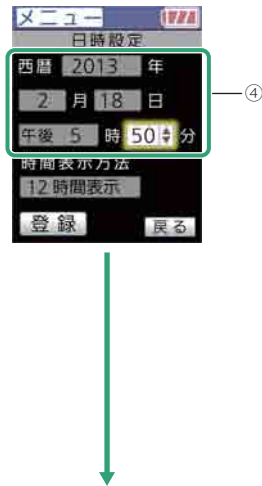 メニュー
日時設定
西暦 2013 年
2 月 18 日
午後 5 時 50 分
時間表示方法
12時間表示
登録 戻る
④